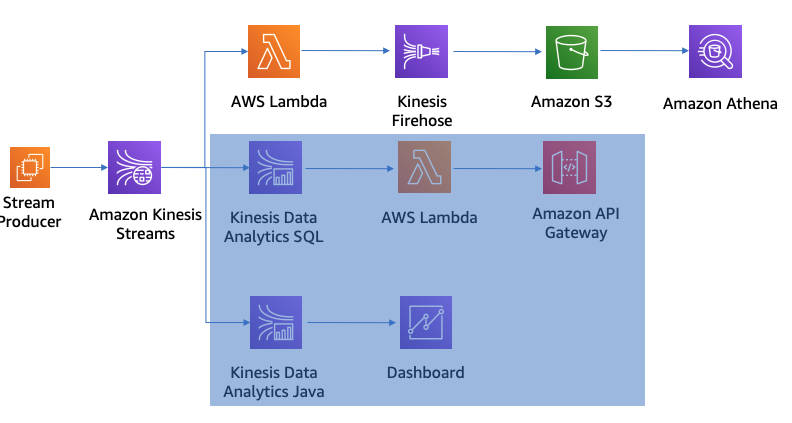 AWS Lambda
Kinesis
Firehose
Amazon S3
Amazon Athena
Stream
Producer
Amazon Kinesis
Streams
Kinesis Data
Analytics SQL
AWS Lambda
Amazon API
Gateway
Kinesis Data
Analytics Java
Dashboard